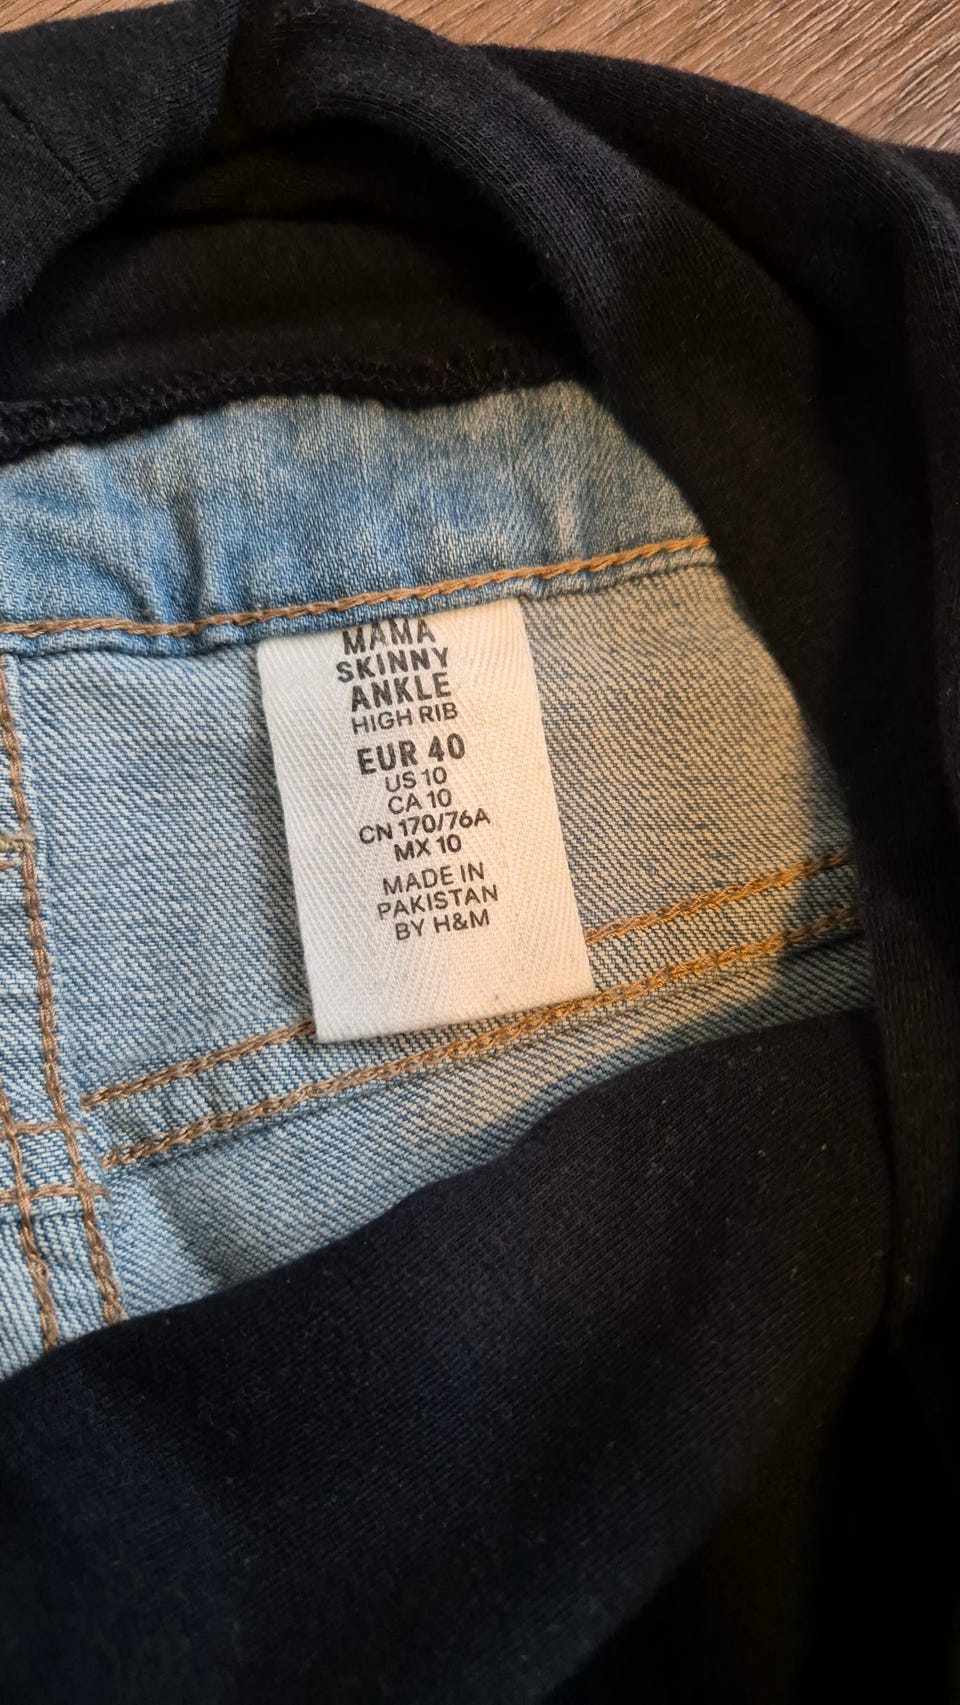 MAMA
SKINNY
ANKLE
HIGH RIB
EUR 40
US 10
CA 10
CN 170/76A
MX 10
MADE IN
PAKISTAN
BY H&M